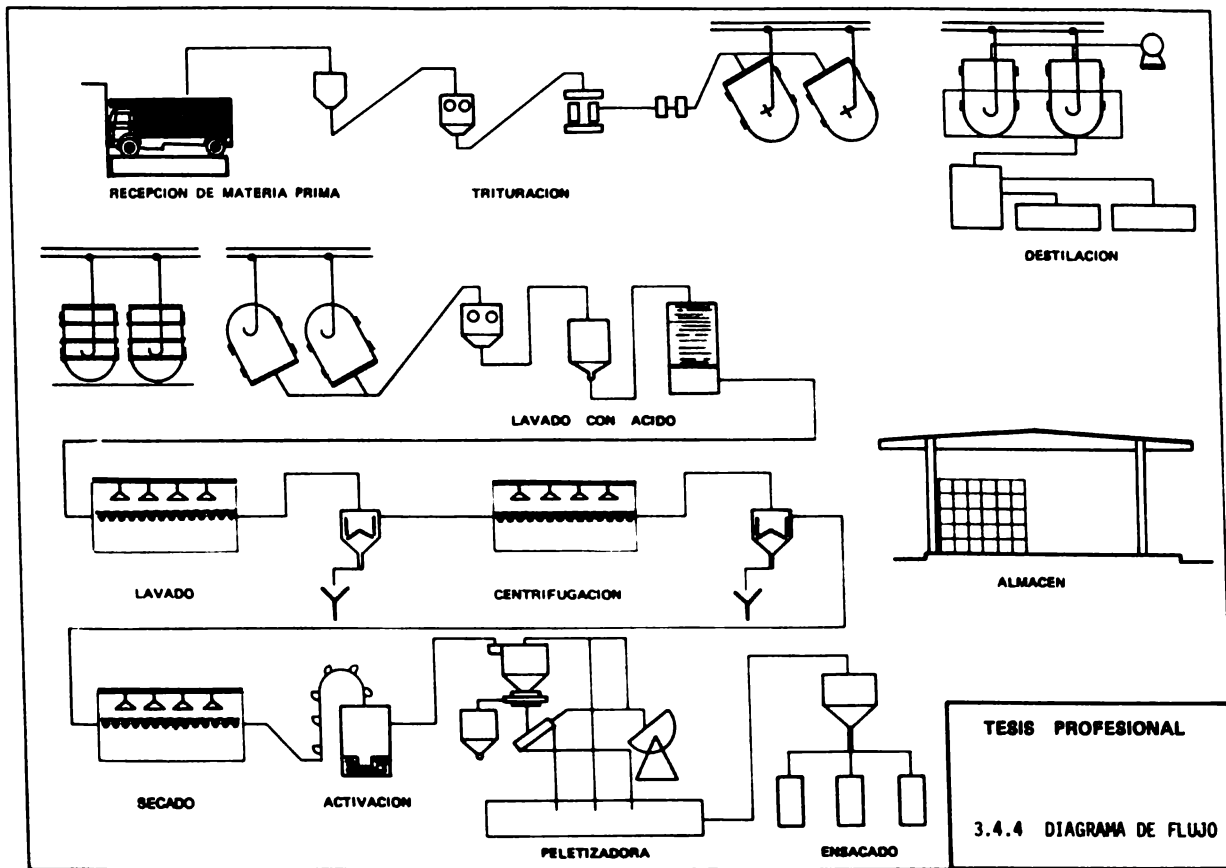 RECEPCION DE MATERIA PRIMA
TRITURACION
DESTILACION
LAVADO CON ACIDO
LAVADO
CENTRIFUGACION
ALMACEN
SECADO
ACTIVACION
PELETIZADORA
ENSACADO
TESIS PROFESIONAL
3.4.4 DIAGRAMA DE FLUJO